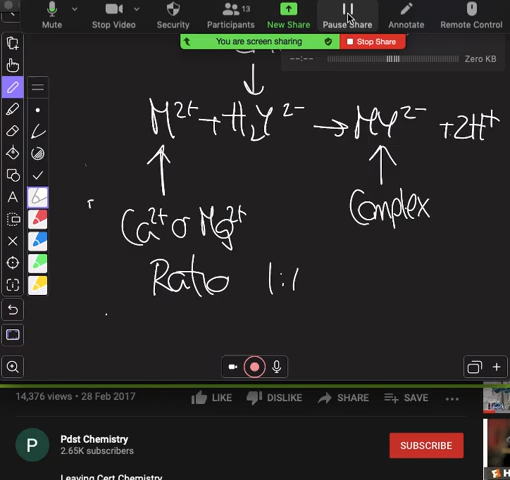 13
Mute Stop Video Security Participants New Share Pause Share Annotate Remote Control
You are screen sharing Stop Share
--:-- Zero KB
M²⁺ + H₂Y²⁻ → MY²⁻ + 2H⁺
Ca²⁺ or Mg²⁺ Complex
Ratio 1:1
14,376 views • 28 Feb 2017 LIKE DISLIKE SHARE SAVE
P Pdst Chemistry
2.65K subscribers
SUBSCRIBE
Leaving Cert Chemistry